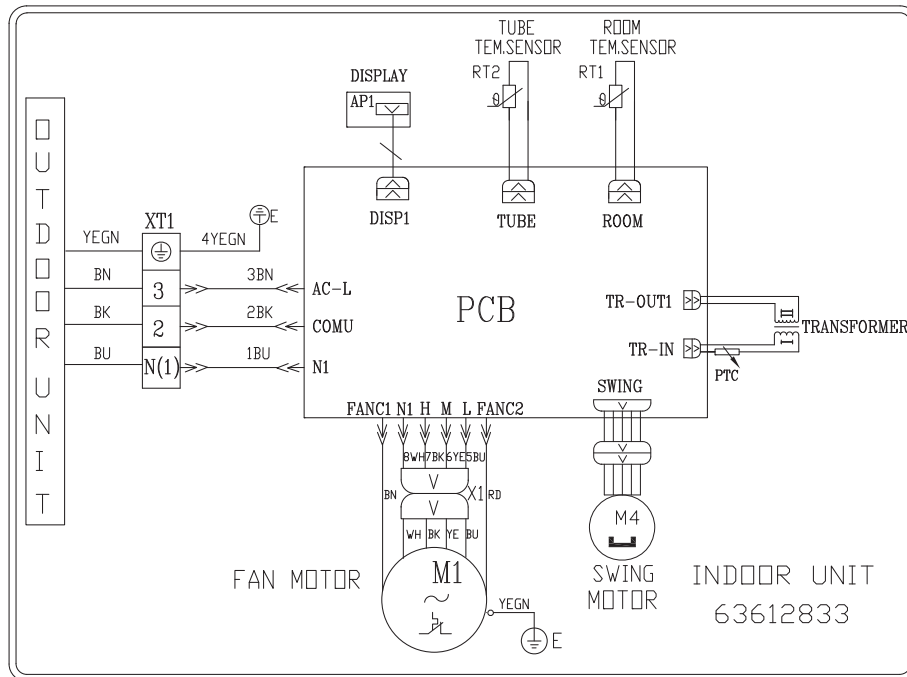 TUBE
TEM.SENSOR
ROOM
TEM.SENSOR
RT2
RT1
θ
θ
DISPLAY
AP1
OUTDOOR UNIT
DISP1
TUBE
ROOM
XT1
YEGN
4YEGN
E
BN
3
3BN
AC-L
BK
2
2BK
COMU
BU
N(1)
1BU
N1
PCB
TR-OUT1
TR-IN
II
I
TRANSFORMER
PTC
SWING
FANC1 N1 H M L FANC2
8WH 7BK 6YE 5BU
BN
X1
RD
WH BK YE BU
M1
FAN MOTOR
YEGN
E
M4
SWING
MOTOR
INDOOR UNIT
63612833